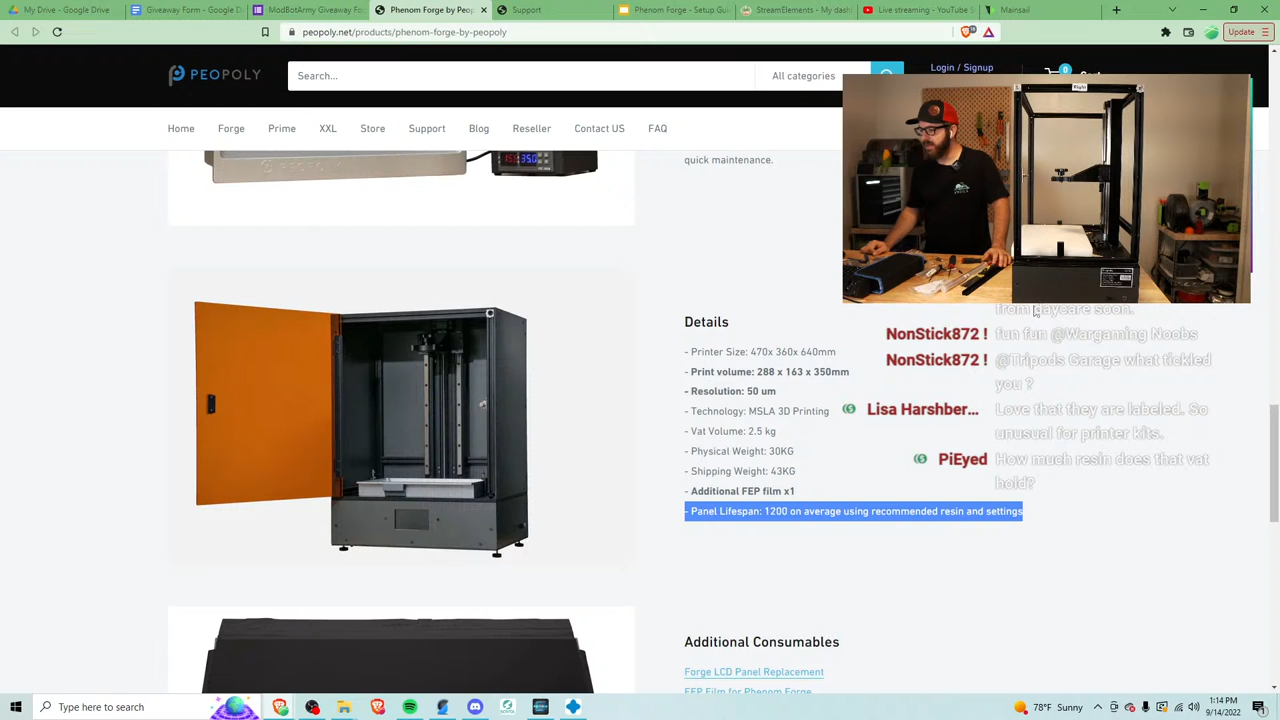 My Drive - Google Drive
Giveaway Form - Google D
ModBotArmy Giveaway Fo
Phenom Forge by Peop
Support
Phenom Forge - Setup Gui
StreamElements - My dash
Live streaming - YouTube S
Mainsail
peopoly.net/products/phenom-forge-by-peopoly
Update
PEOPOLY
Search...
All categories
Login / Signup
0
Cart
Home
Forge
Prime
XXL
Store
Support
Blog
Reseller
Contact US
FAQ
quick maintenance.
Right
from daycare soon.
NonStick872 ! fun fun @Wargaming Noobs
NonStick872 ! @Tripods Garage what tickled
you ?
Lisa Harshber... Love that they are labeled. So
unusual for printer kits.
PiEyed How much resin does that vat
hold?
Details
- Printer Size: 470x 360x 640mm
- Print volume: 288 x 163 x 350mm
- Resolution: 50 um
- Technology: MSLA 3D Printing
- Vat Volume: 2.5 kg
- Physical Weight: 30KG
- Shipping Weight: 43KG
- Additional FEP film x1
- Panel Lifespan: 1200 on average using recommended resin and settings
Additional Consumables
Forge LCD Panel Replacement
FEP Film for Phenom Forge
Type here to search
78°F Sunny
1:14 PM
9/14/2022